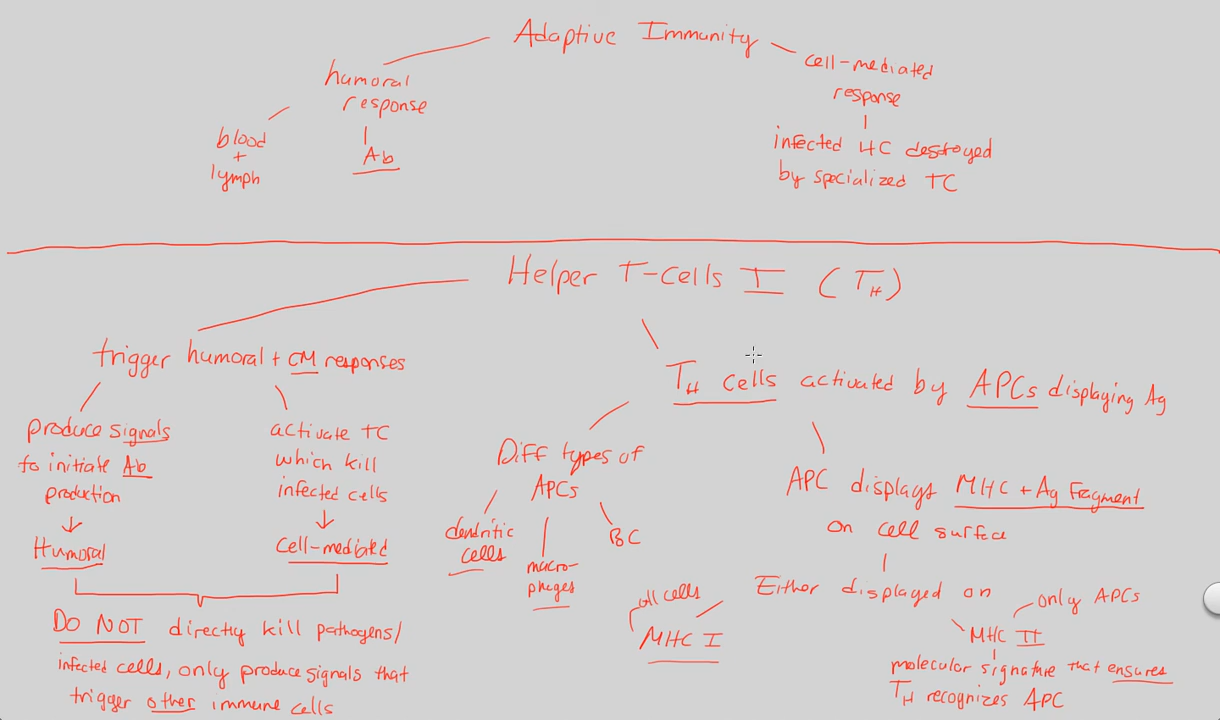 Adaptive Immunity
humoral
response
blood
+
lymph
Ab
cell-mediated
response
infected HC destroyed
by specialized TC
Helper T-Cells I (TH)
trigger humoral + CM responses
produce signals
to initiate Ab
production
↓
Humoral
activate TC
which kill
infected cells
↓
Cell-mediated
DO NOT directly kill pathogens/
infected cells, only produce signals that
trigger other immune cells
TH cells activated by APCs displaying Ag
Diff types of
APCs
dendritic
cells
macro-
phages
BC
APC displays MHC + Ag Fragment
on cell surface
Either displayed on
all cells
MHC I
only APCs
MHC II
molecular signature that ensures
TH recognizes APC